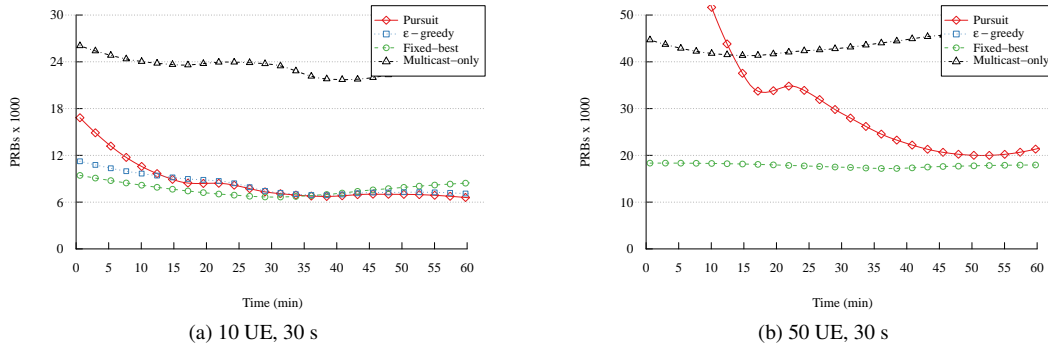 30
24
18
12
6
0
PRBs x 1000
0 5 10 15 20 25 30 35 40 45 50 55 60
Time (min)
Pursuit
ε−greedy
Fixed−best
Multicast−only
(a) 10 UE, 30 s
50
40
30
20
10
0
PRBs x 1000
0 5 10 15 20 25 30 35 40 45 50 55 60
Time (min)
Pursuit
ε−greedy
Fixed−best
Multicast−only
(b) 50 UE, 30 s